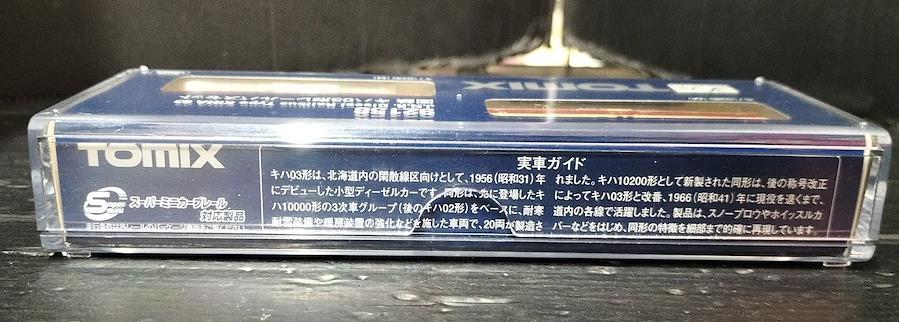 TOMIX
92158
TOMIX
スーパーミニカーブレール
対応製品
実車ガイド
キハ03形は、北海道内の閑散線区向けとして、1956(昭和31)年
にデビューした小型ディーゼルカーです。同形は、先に登場したキ
ハ10000形の3次車グループ(後のキハ02形)をベースに、耐寒
耐雪装備や暖房装置の強化などを施した車両で、20両が製造さ
れました。キハ10200形として新製された同形は、後の称号改正
によってキハ03形と改番、1966(昭和41)年に現役を退くまで、
道内の各線で活躍しました。製品は、スノープロウやホイッスルカ
バーなどをはじめ、同形の特徴を細部まで的確に再現しています。